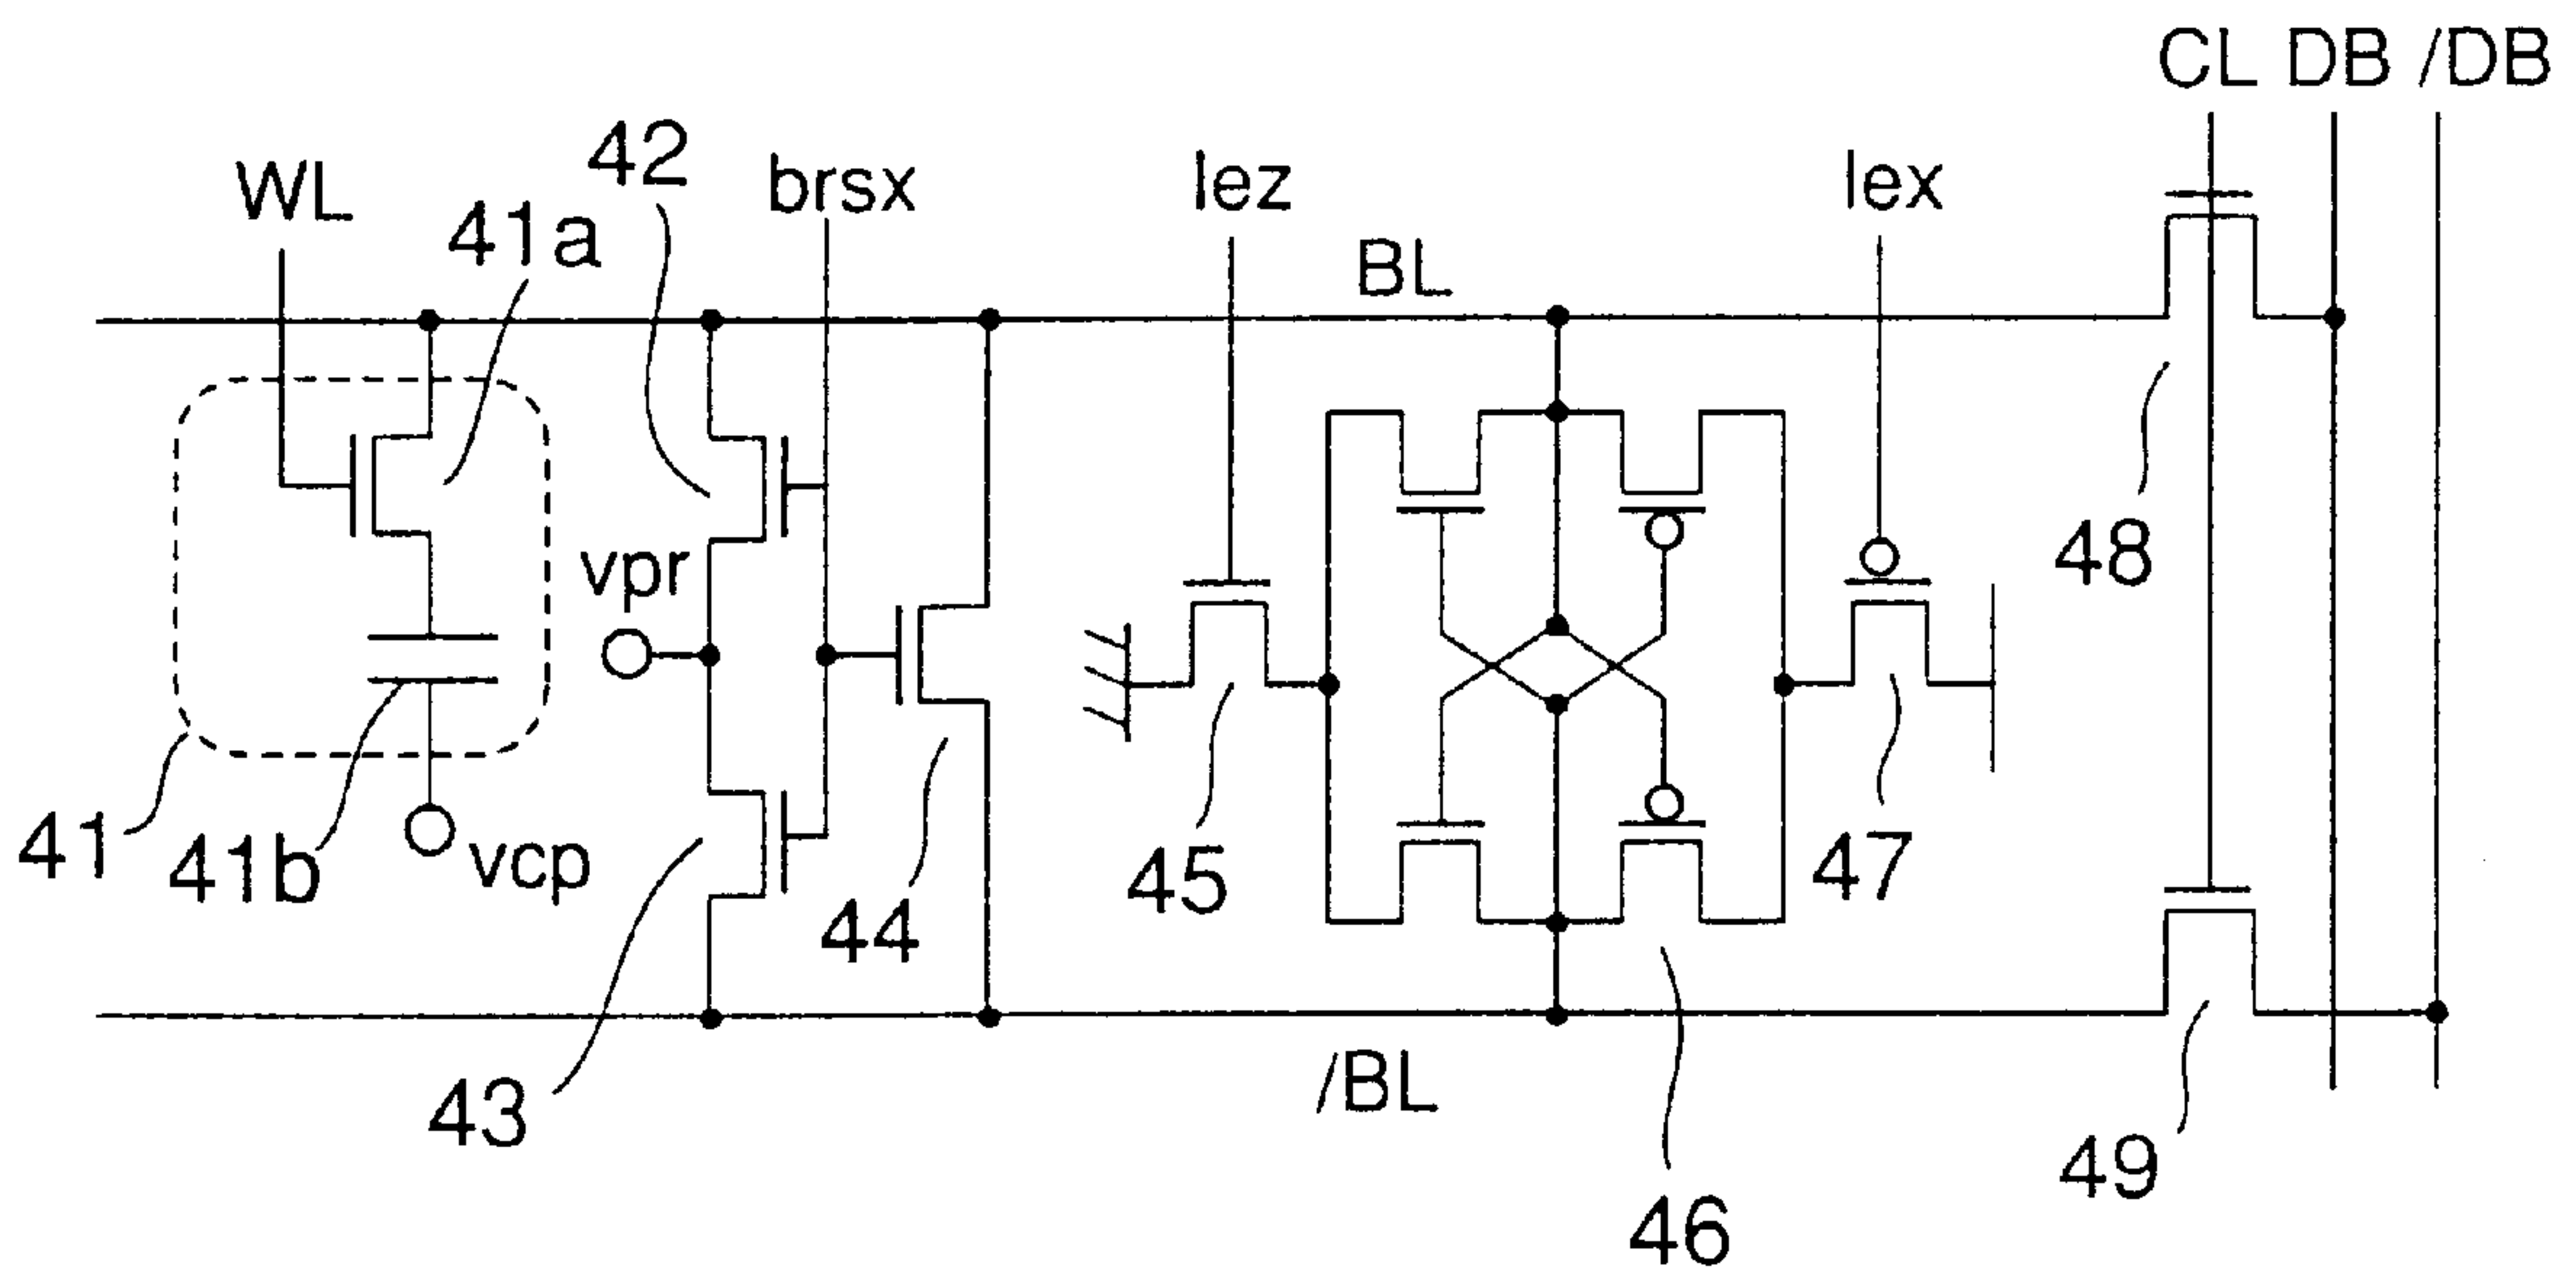 CL DB /DB
42
WL
brsx
lez
lex
41a
BL
48
vpr
41
41b
vcp
44
45
47
43
/BL
49
46